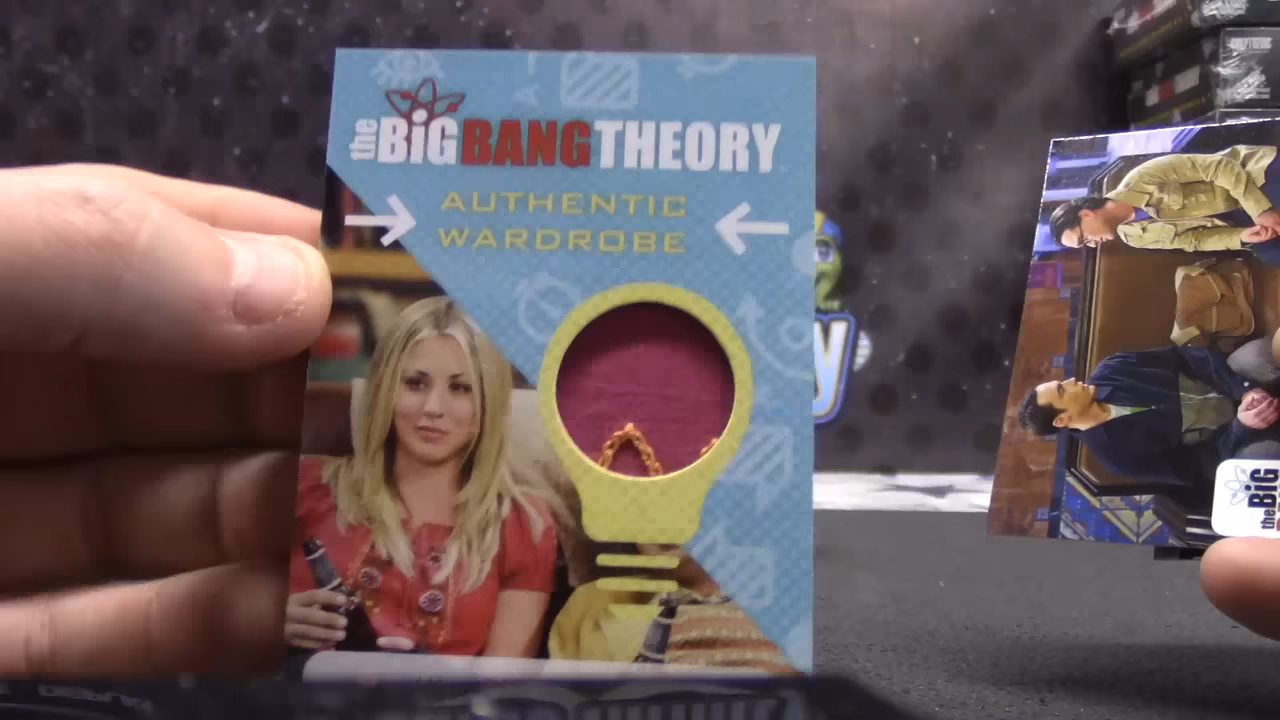 the BiG BANG THEORY
AUTHENTIC
WARDROBE
the BiG
y